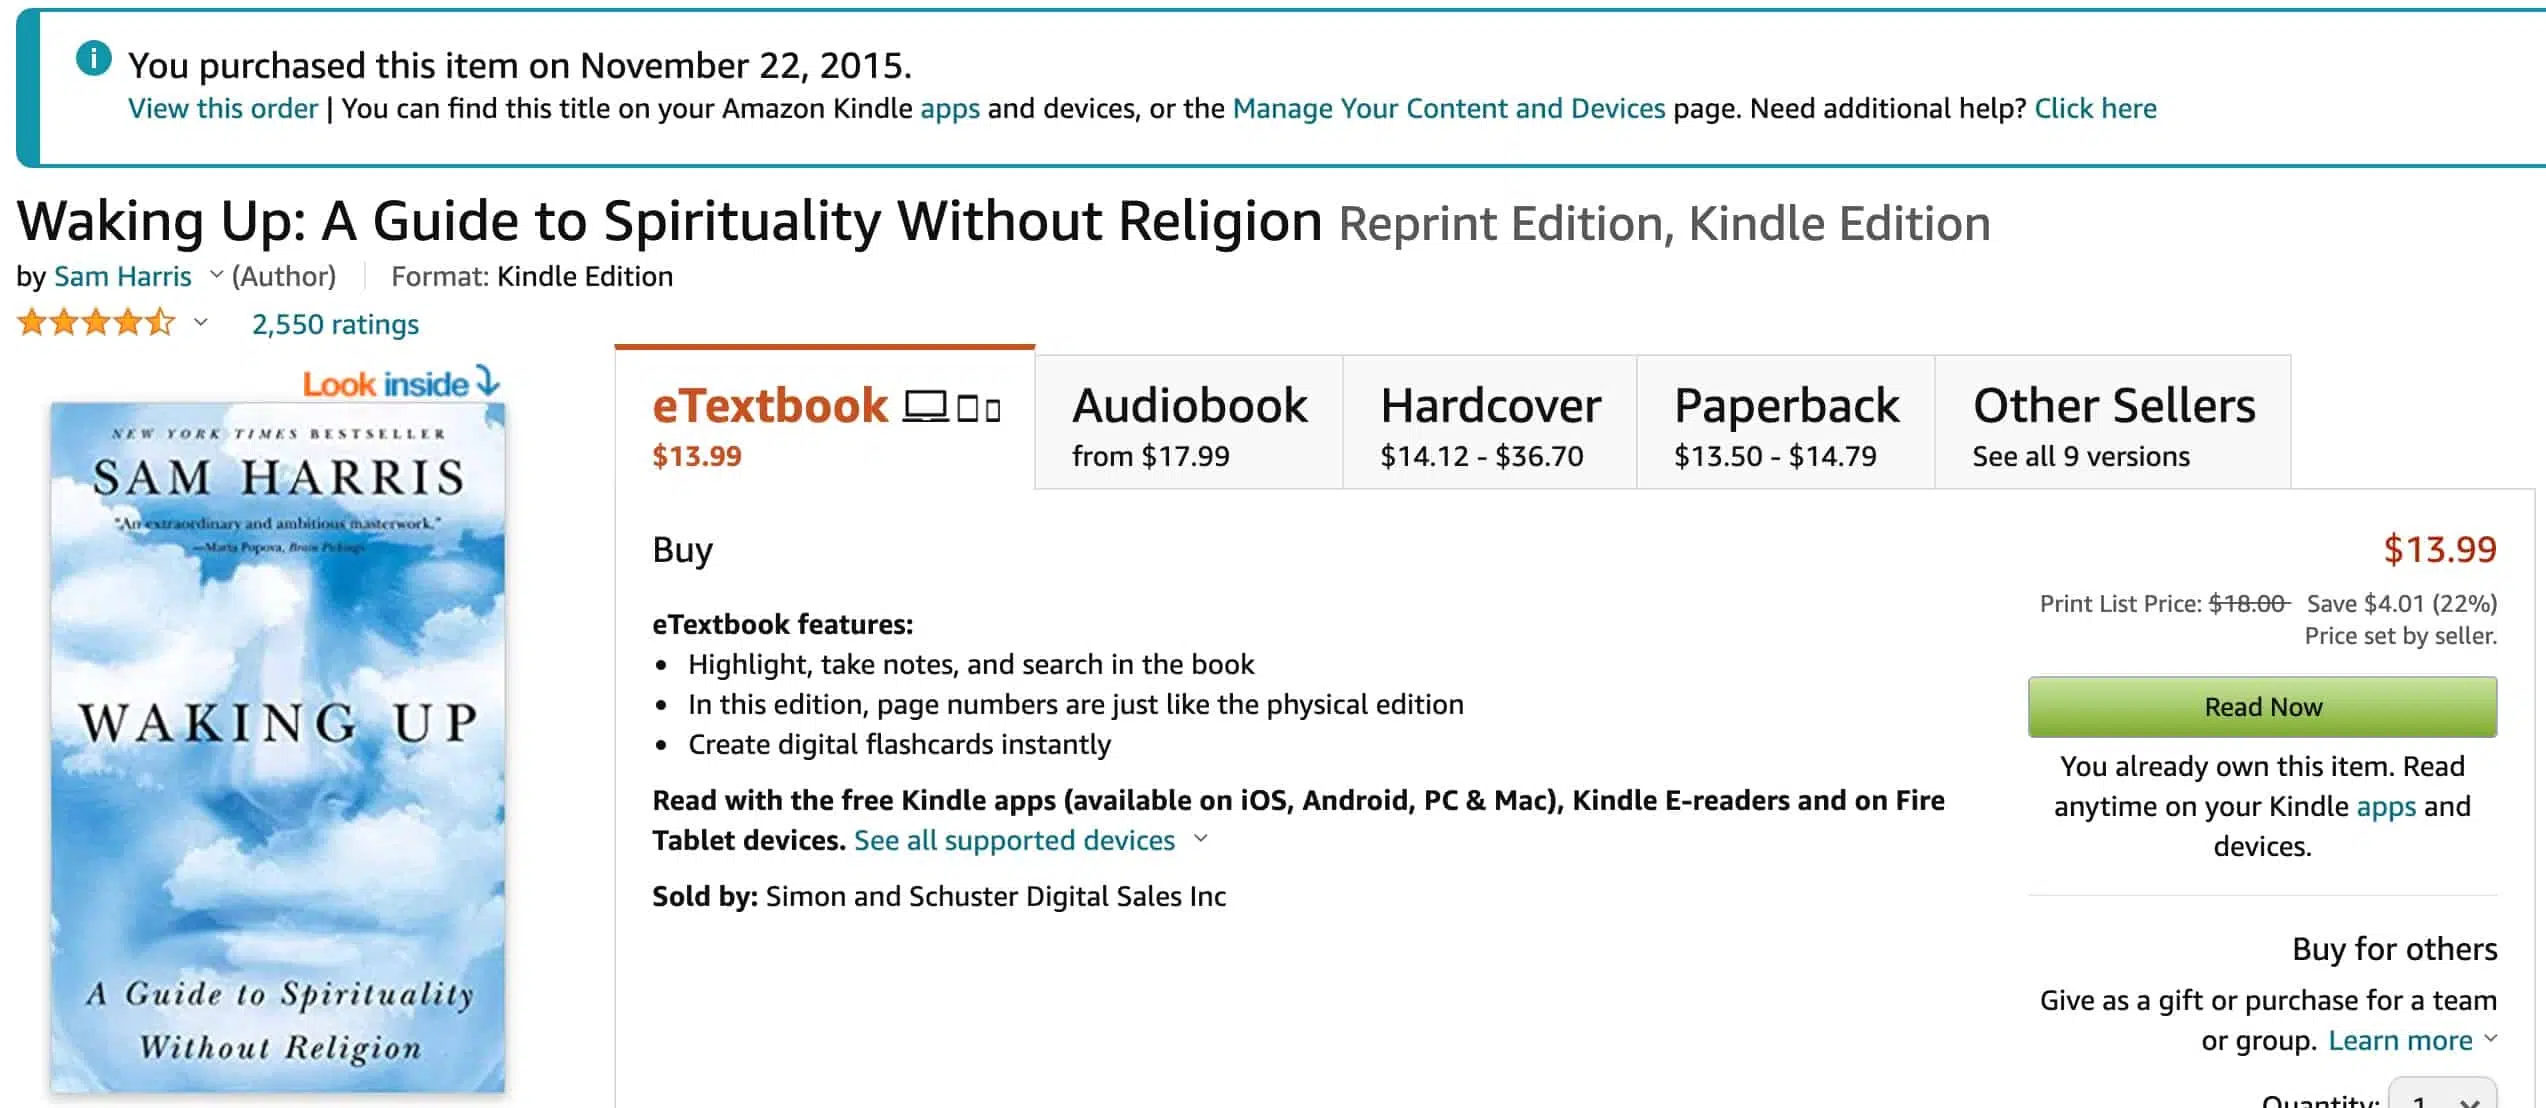 You purchased this item on November 22, 2015.
View this order | You can find this title on your Amazon Kindle apps and devices, or the Manage Your Content and Devices page. Need additional help? Click here
Waking Up: A Guide to Spirituality Without Religion Reprint Edition, Kindle Edition
by Sam Harris (Author) Format: Kindle Edition
2,550 ratings
Look inside
NEW YORK TIMES BESTSELLER
SAM HARRIS
"An extraordinary and ambitious masterwork."
—Maria Popova, Brain Pickings
WAKING UP
A Guide to Spirituality
Without Religion
eTextbook
$13.99
Audiobook
from $17.99
Hardcover
$14.12 - $36.70
Paperback
$13.50 - $14.79
Other Sellers
See all 9 versions
Buy
eTextbook features:
• Highlight, take notes, and search in the book
• In this edition, page numbers are just like the physical edition
• Create digital flashcards instantly
Read with the free Kindle apps (available on iOS, Android, PC & Mac), Kindle E-readers and on Fire
Tablet devices. See all supported devices
Sold by: Simon and Schuster Digital Sales Inc
$13.99
Print List Price: $18.00 Save $4.01 (22%)
Price set by seller.
Read Now
You already own this item. Read
anytime on your Kindle apps and
devices.
Buy for others
Give as a gift or purchase for a team
or group. Learn more
Quantity: 1